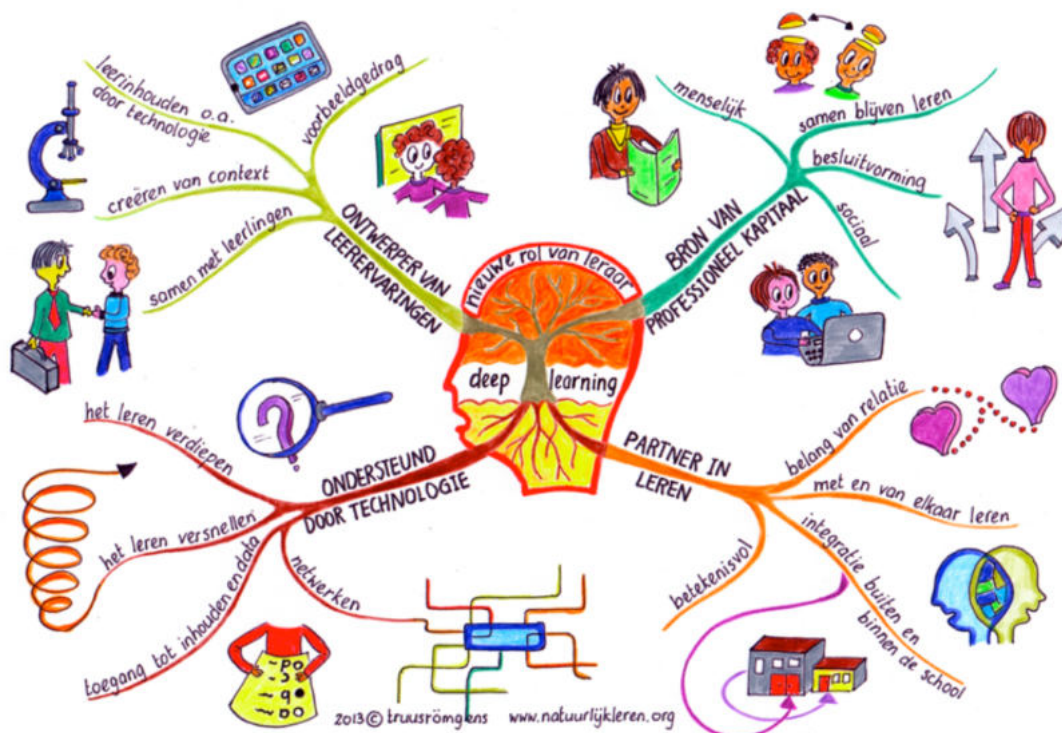 nieuwe rol van leraar
deep learning
BRON VAN
PROFESSIONEEL KAPITAAL
menselijk
samen blijven leren
besluitvorming
sociaal
PARTNER IN
LEREN
belang van relatie
met en van elkaar leren
integratie buiten en
binnen de school
betekenisvol
ONDERSTEUND
DOOR TECHNOLOGIE
netwerken
toegang tot inhouden en data
het leren versnellen
het leren verdiepen
ONTWERPER VAN
LEERERVARINGEN
samen met leerlingen
creëren van context
leerinhouden o.a.
door technologie
voorbeeldgedrag
2013 © truusrömgens www.natuurlijkleren.org